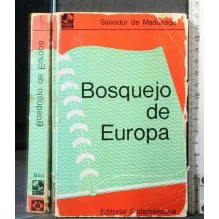 Salvador de Madariaga
Bosquejo
de
Europa
Editorial Sudamericana
Bosquejo de Europa